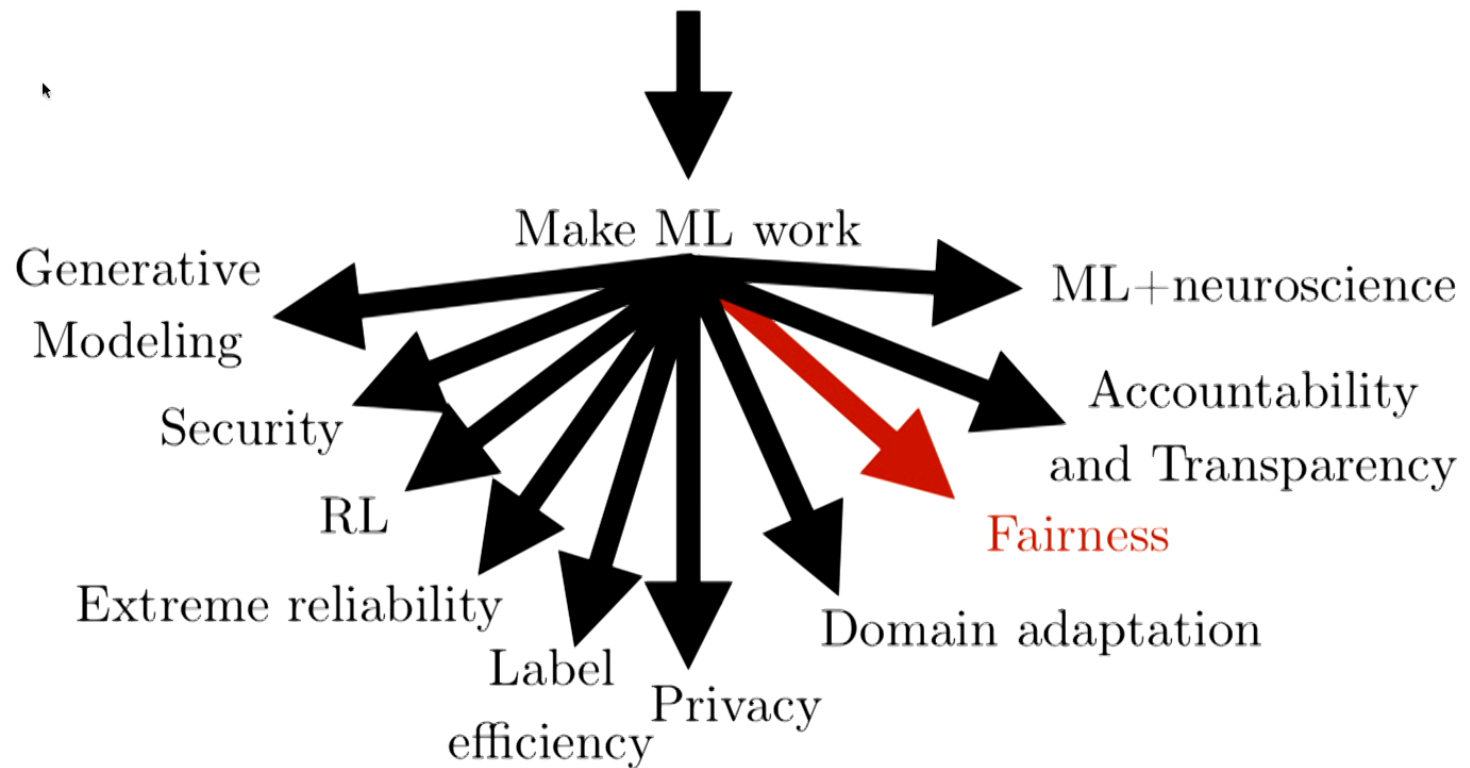 Make ML work
Generative
Modeling
Security
RL
Extreme reliability
Label
efficiency
Privacy
Domain adaptation
Fairness
Accountability
and Transparency
ML+neuroscience